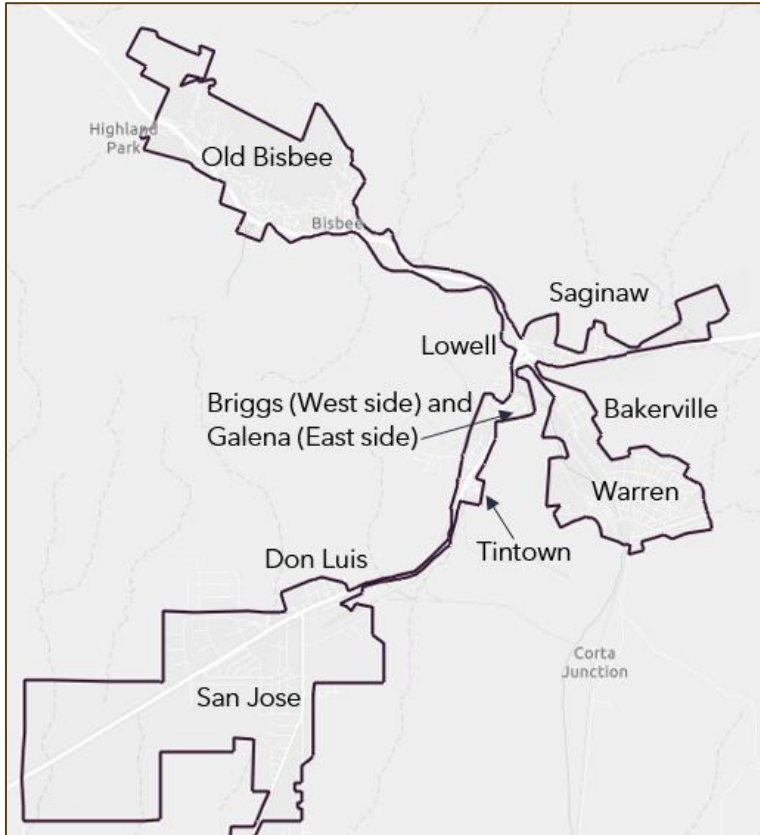 Highland
Park
Old Bisbee
Bisbee
Saginaw
Lowell
Briggs (West side) and
Galena (East side)
Bakerville
Warren
Tintown
Don Luis
Corta
Junction
San Jose